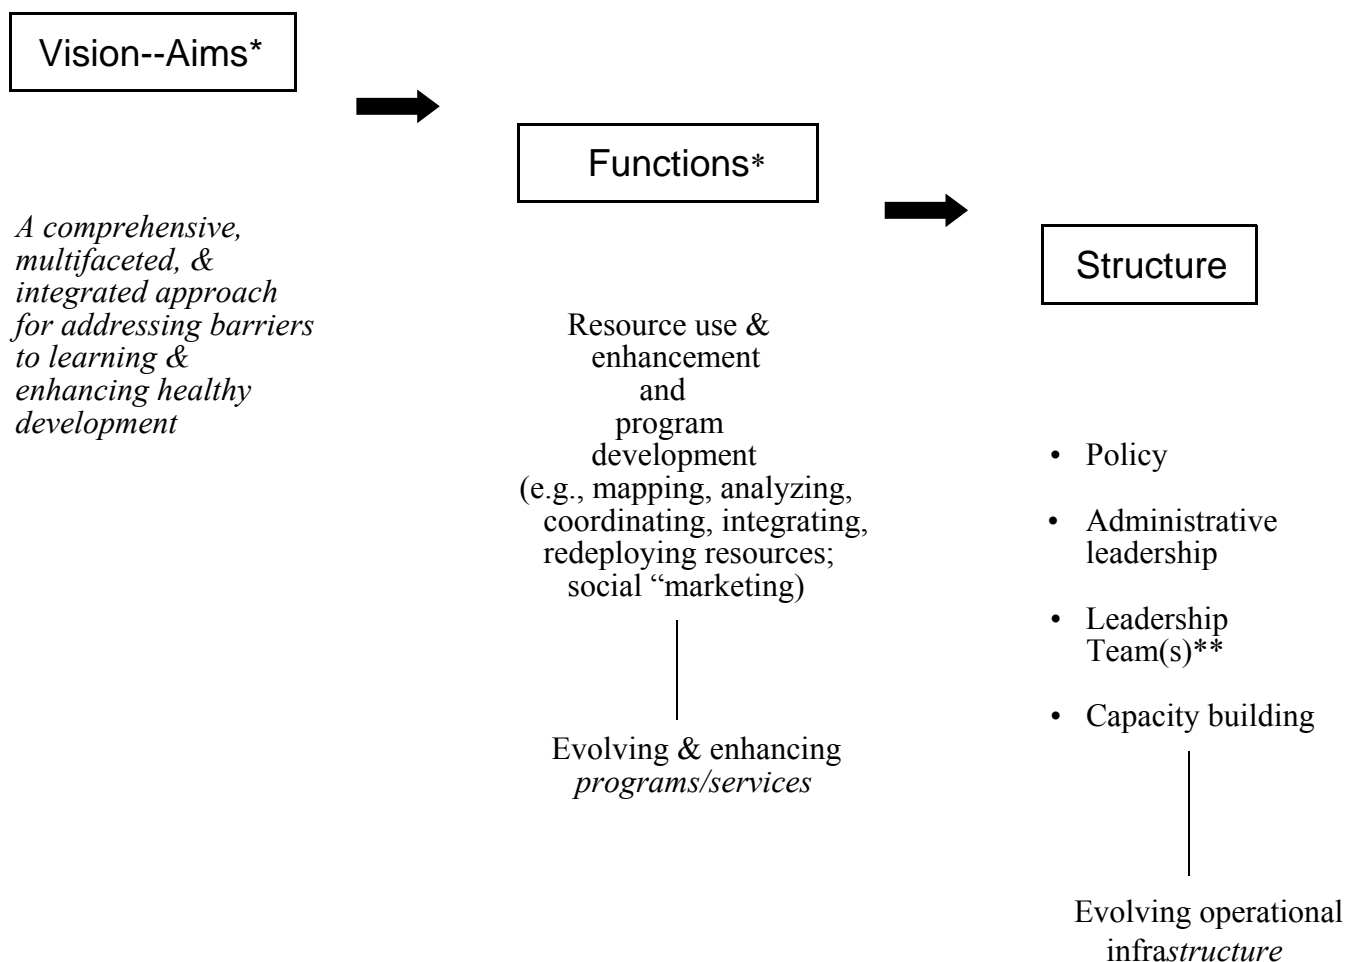 Vision--Aims*
A comprehensive,
multifaceted, &
integrated approach
for addressing barriers
to learning &
enhancing healthy
development
Functions*
Resource use &
enhancement
and
program
development
(e.g., mapping, analyzing,
coordinating, integrating,
redeploying resources;
social “marketing)
Evolving & enhancing
programs/services
Structure
• Policy
• Administrative
leadership
• Leadership
Team(s)**
• Capacity building
Evolving operational
infrastructure